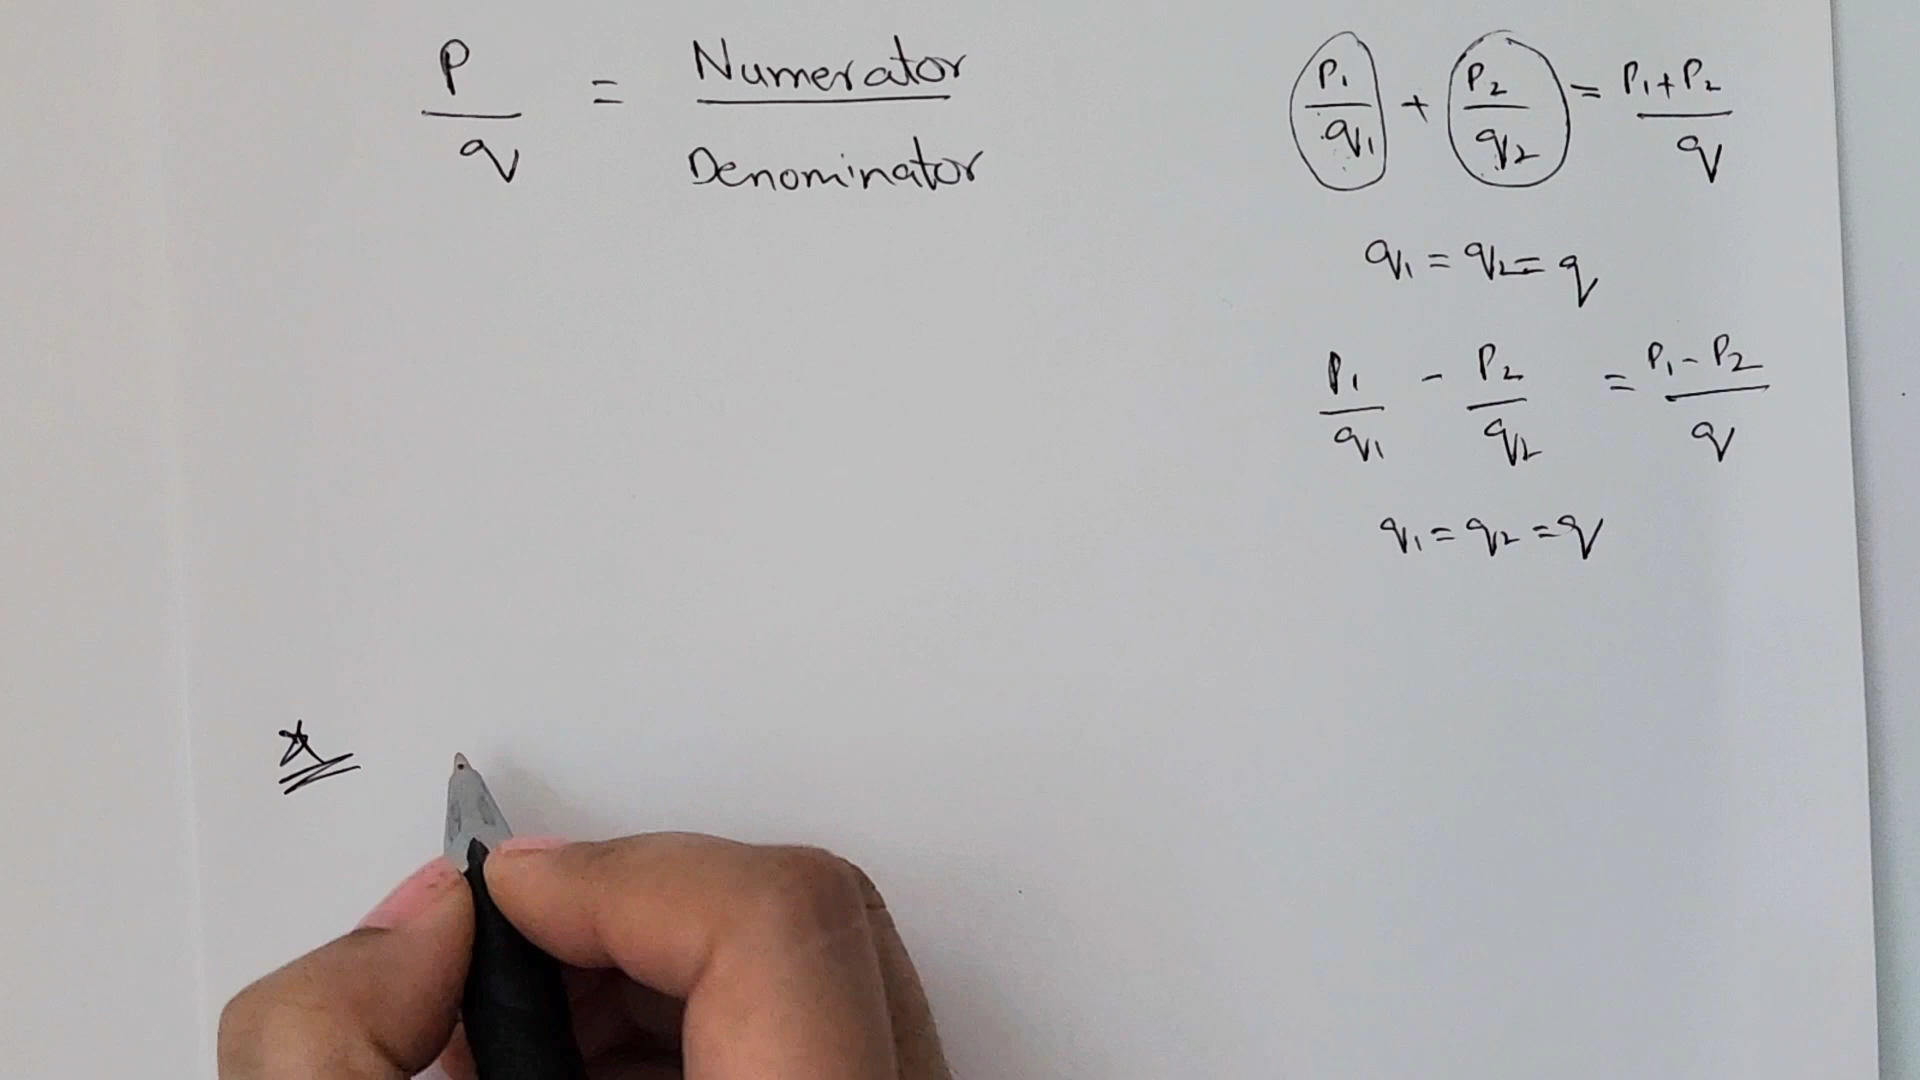 P/q = Numerator/Denominator
P₁/q₁ + P₂/q₂ = P₁+P₂/q
q₁ = q₂ = q
P₁/q₁ - P₂/q₂ = P₁-P₂/q
q₁ = q₂ = q